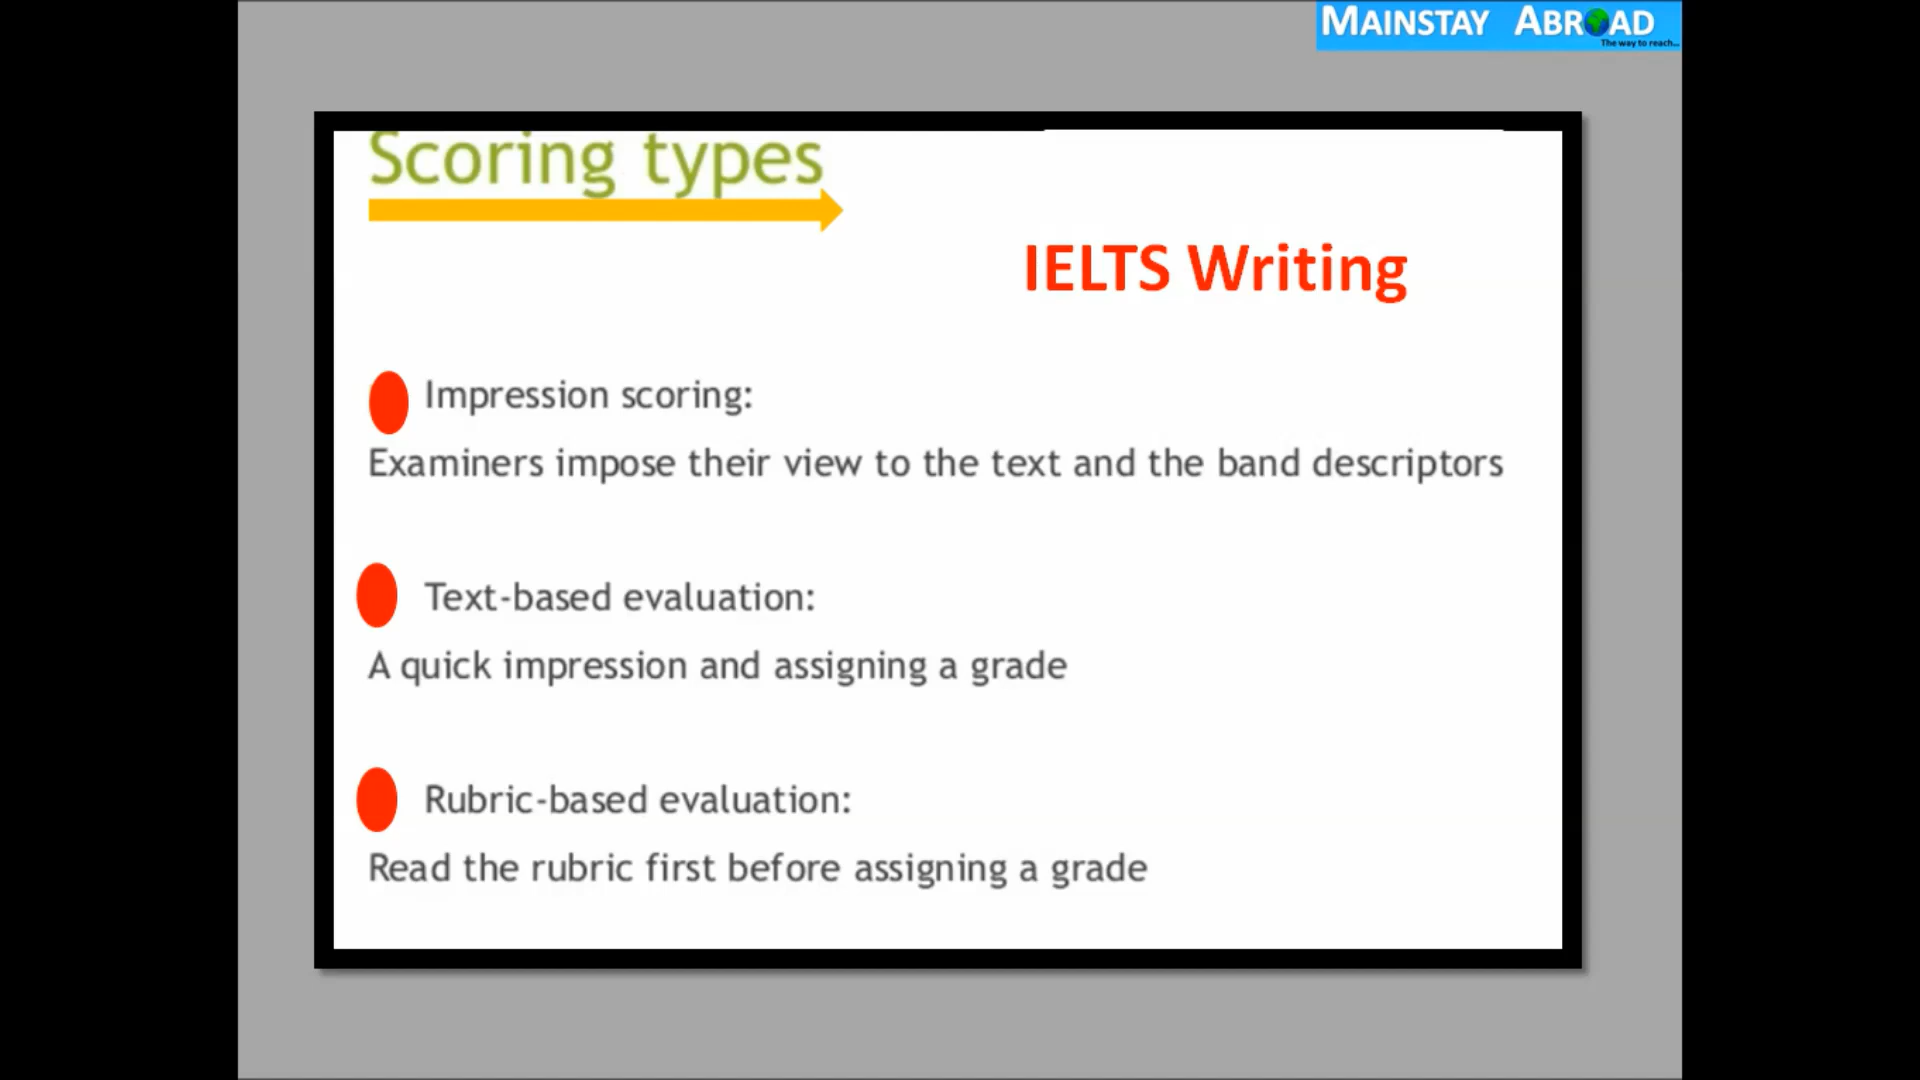 MAINSTAY ABROAD
The way to reach...
Scoring types
IELTS Writing
Impression scoring:
Examiners impose their view to the text and the band descriptors
Text-based evaluation:
A quick impression and assigning a grade
Rubric-based evaluation:
Read the rubric first before assigning a grade